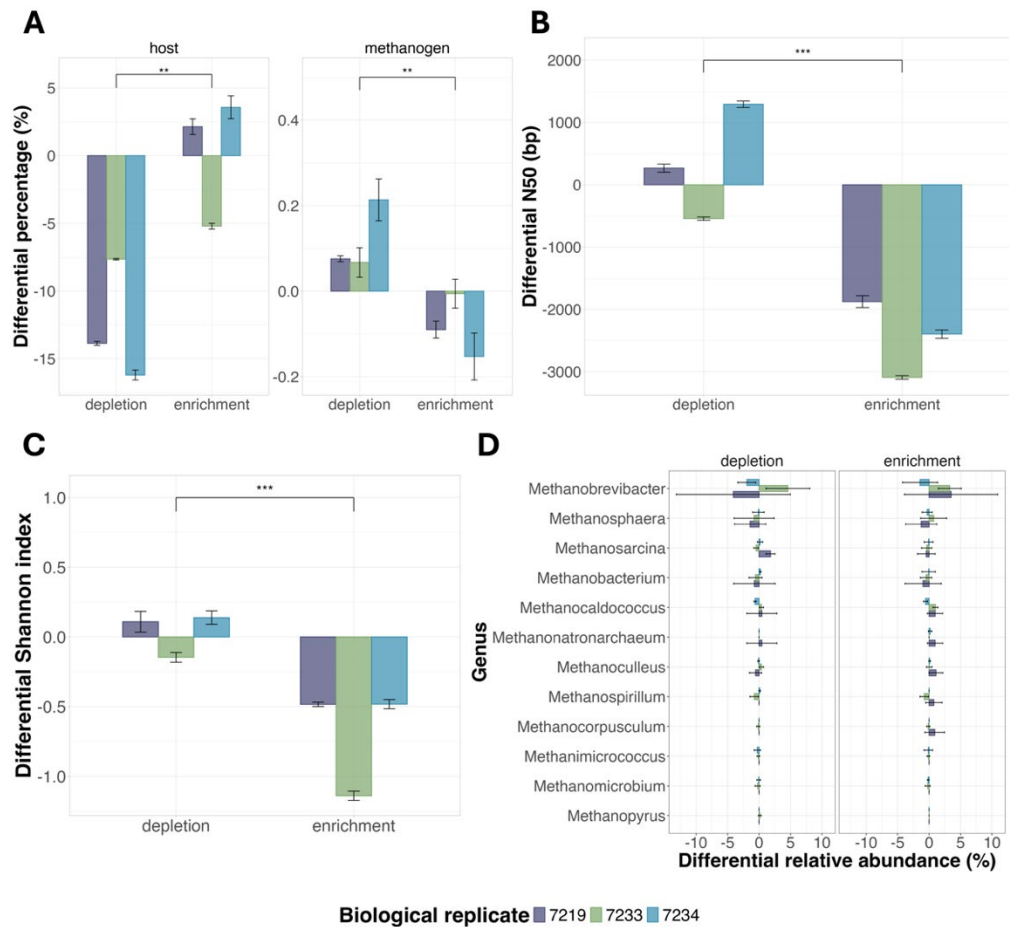 A
host
methanogen
**
**
Differential percentage (%)
5
0
-5
-10
-15
0.4
0.2
0.0
-0.2
depletion enrichment
depletion enrichment
B
***
Differential N50 (bp)
2000
1000
0
-1000
-2000
-3000
depletion enrichment
C
***
Differential Shannon index
1.0
0.5
0.0
-0.5
-1.0
depletion enrichment
D
depletion enrichment
Genus
Methanobrevibacter
Methanosphaera
Methanosarcina
Methanobacterium
Methanocaldococcus
Methanonatronarchaeum
Methanoculleus
Methanospirillum
Methanocorpusculum
Methanimicrococcus
Methanomicrobium
Methanopyrus
-10 -5 0 5 10 -10 -5 0 5 10
Differential relative abundance (%)
Biological replicate 7219 7233 7234